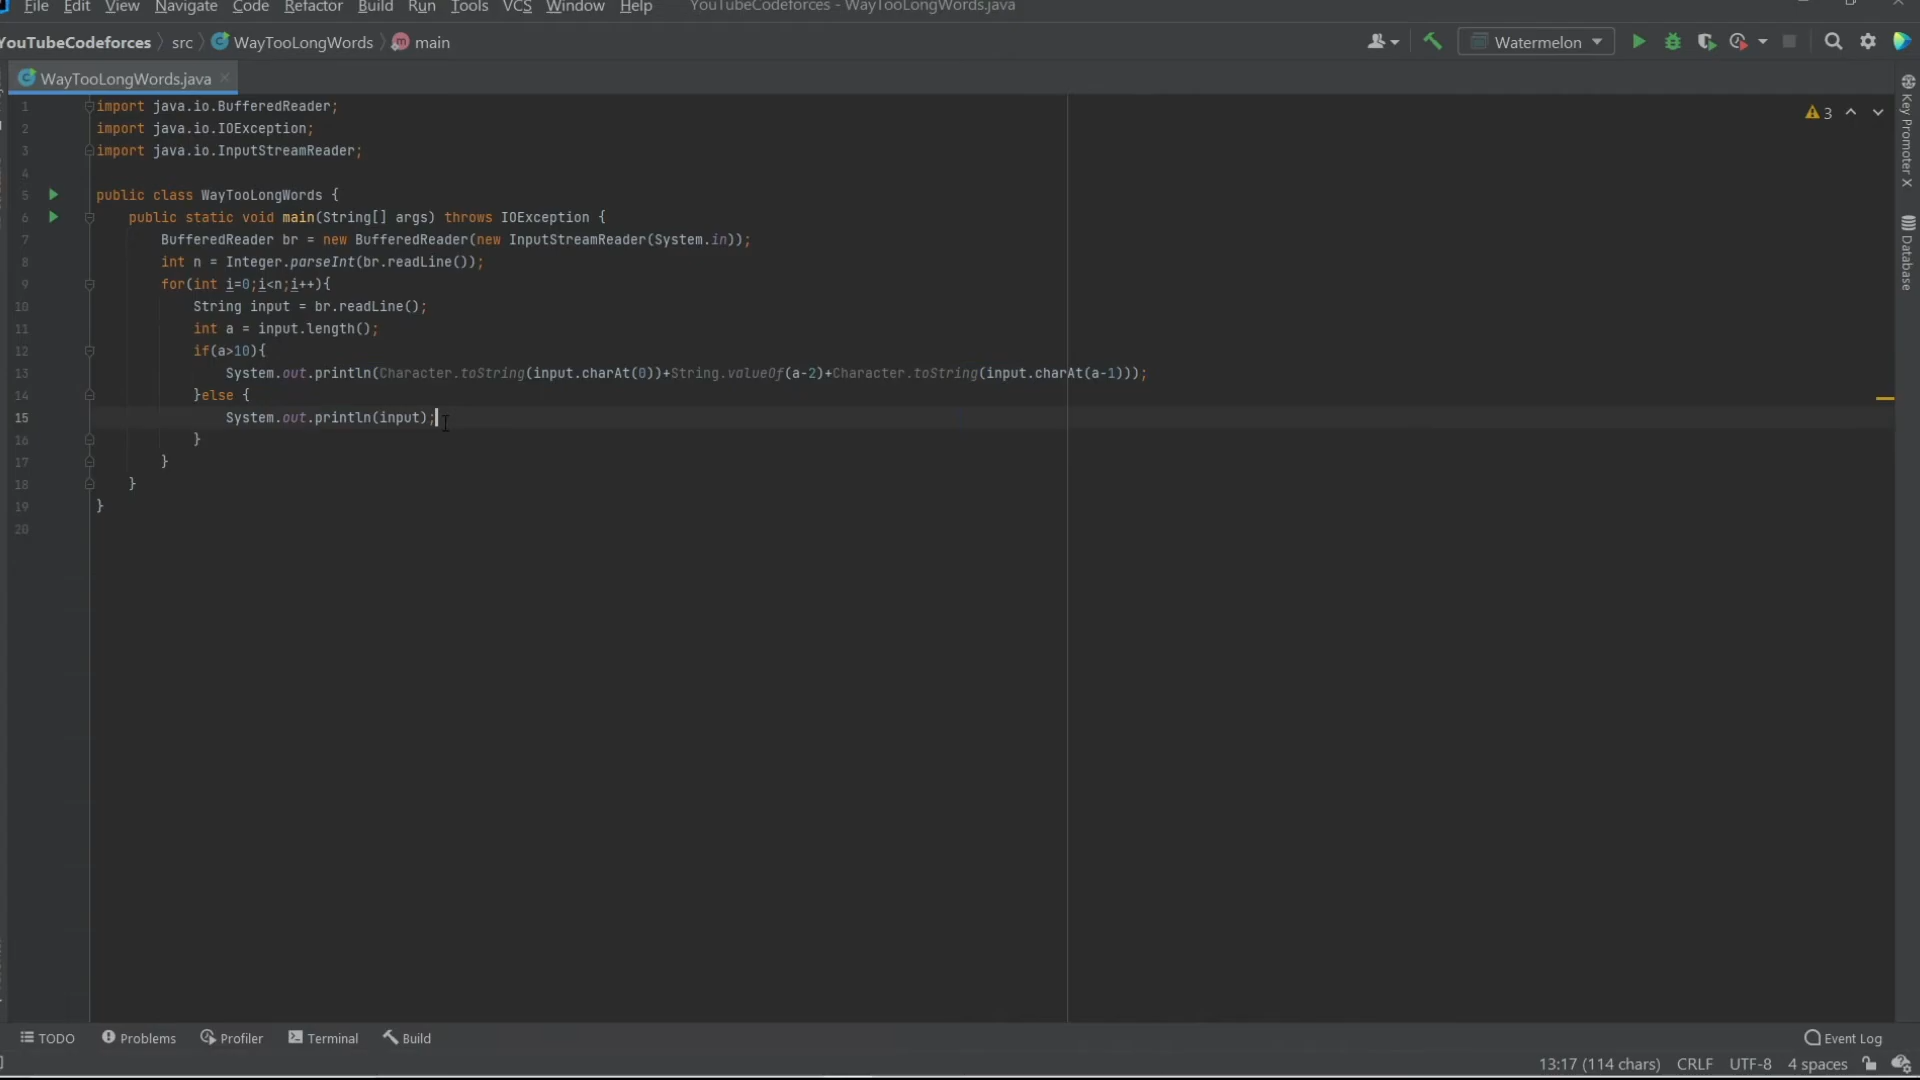 File Edit View Navigate Code Refactor Build Run Tools VCS Window Help YouTubeCodeforces - WayTooLongWords.java
YouTubeCodeforces src WayTooLongWords main Watermelon
WayTooLongWords.java
1 import java.io.BufferedReader; 3
2 import java.io.IOException;
3 import java.io.InputStreamReader;
4
5 public class WayTooLongWords {
6 public static void main(String[] args) throws IOException {
7 BufferedReader br = new BufferedReader(new InputStreamReader(System.in));
8 int n = Integer.parseInt(br.readLine());
9 for(int i=0;i<n;i++){
10 String input = br.readLine();
11 int a = input.length();
12 if(a>10){
13 System.out.println(Character.toString(input.charAt(0))+String.valueOf(a-2)+Character.toString(input.charAt(a-1)));
14 }else {
15 System.out.println(input);
16 }
17 }
18 }
19 }
20
Key Promoter X
Database
TODO Problems Profiler Terminal Build Event Log
13:17 (114 chars) CRLF UTF-8 4 spaces